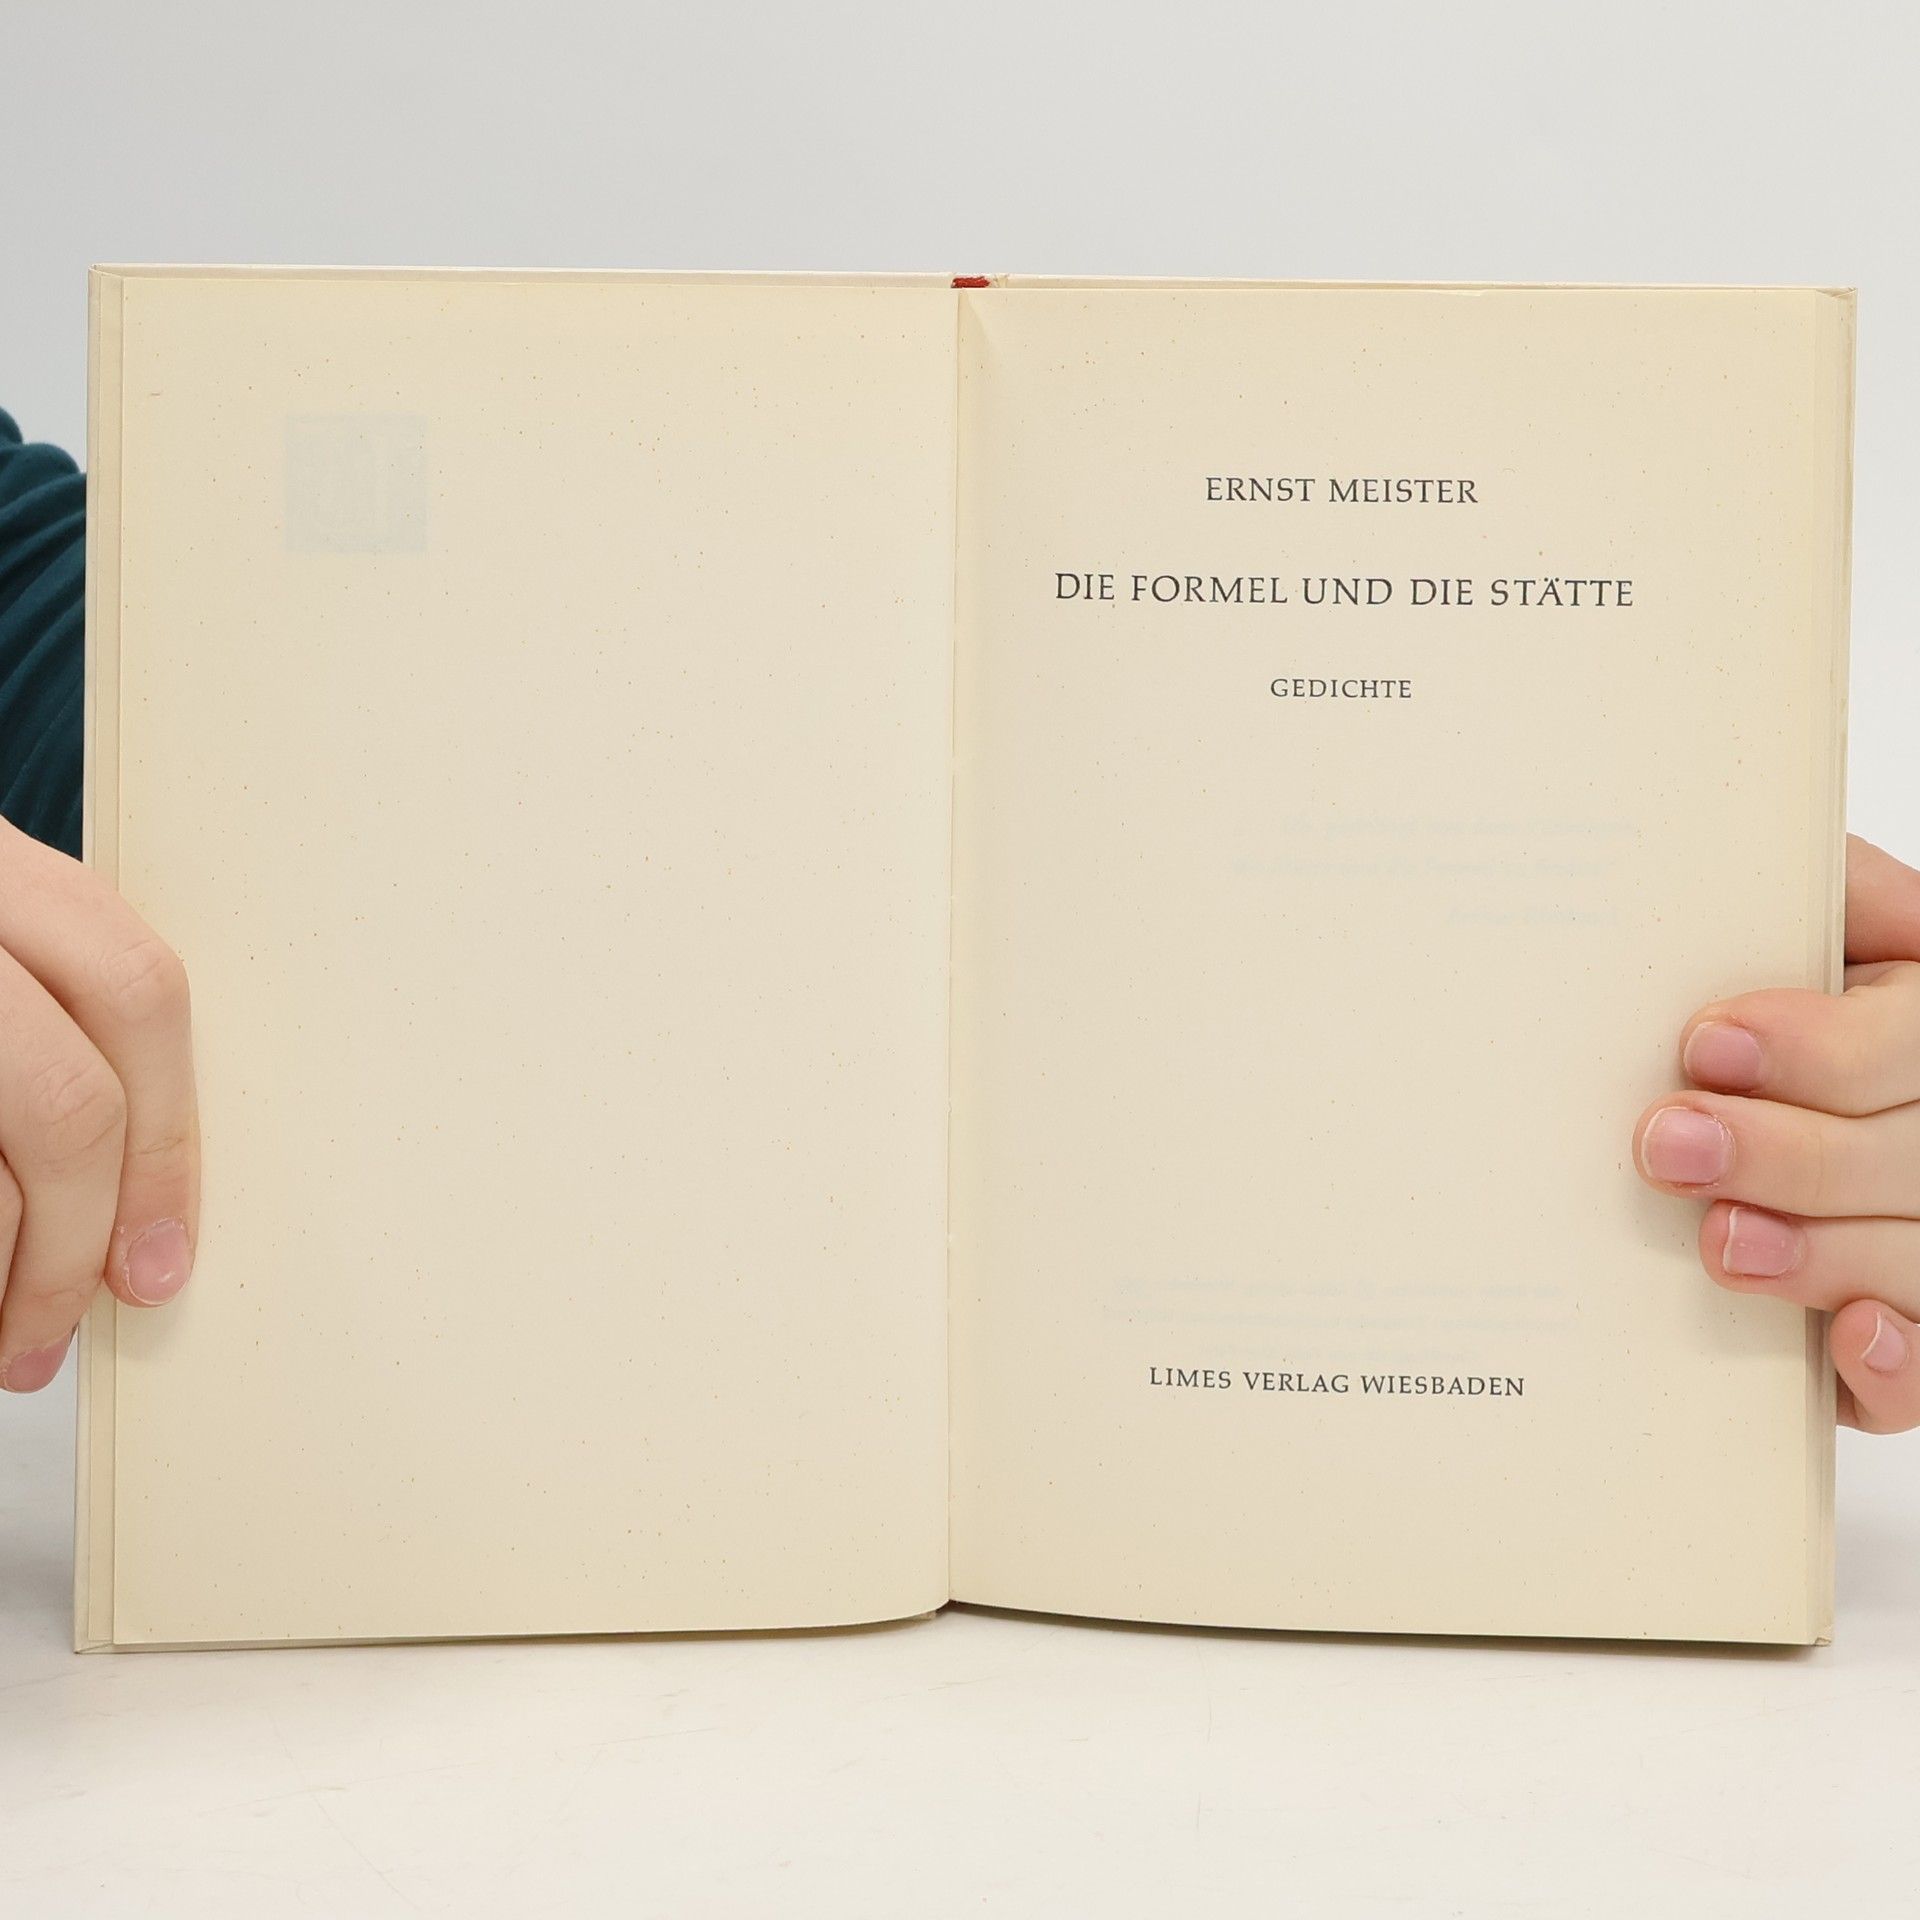 ERNST MEISTER
DIE FORMEL UND DIE STÄTTE
GEDICHTE
LIMES VERLAG WIESBADEN